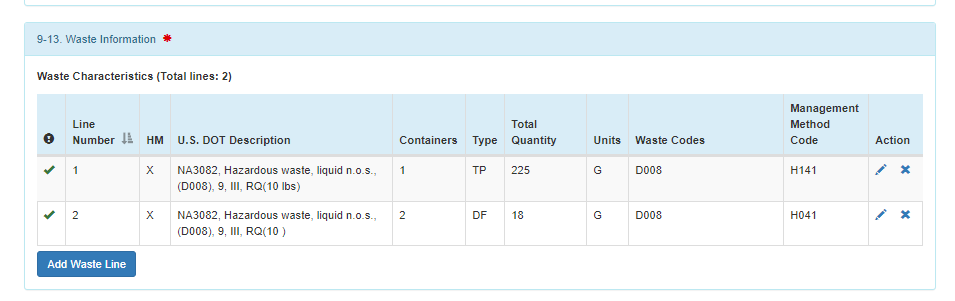 9-13. Waste Information *
Waste Characteristics (Total lines: 2)
Line Number HM U.S. DOT Description Containers Type Total Quantity Units Waste Codes Management Method Code Action
1 X NA3082, Hazardous waste, liquid n.o.s., 1 TP 225 G D008 H141
(D008), 9, III, RQ(10 lbs)
2 X NA3082, Hazardous waste, liquid n.o.s., 2 DF 18 G D008 H041
(D008), 9, III, RQ(10 )
Add Waste Line